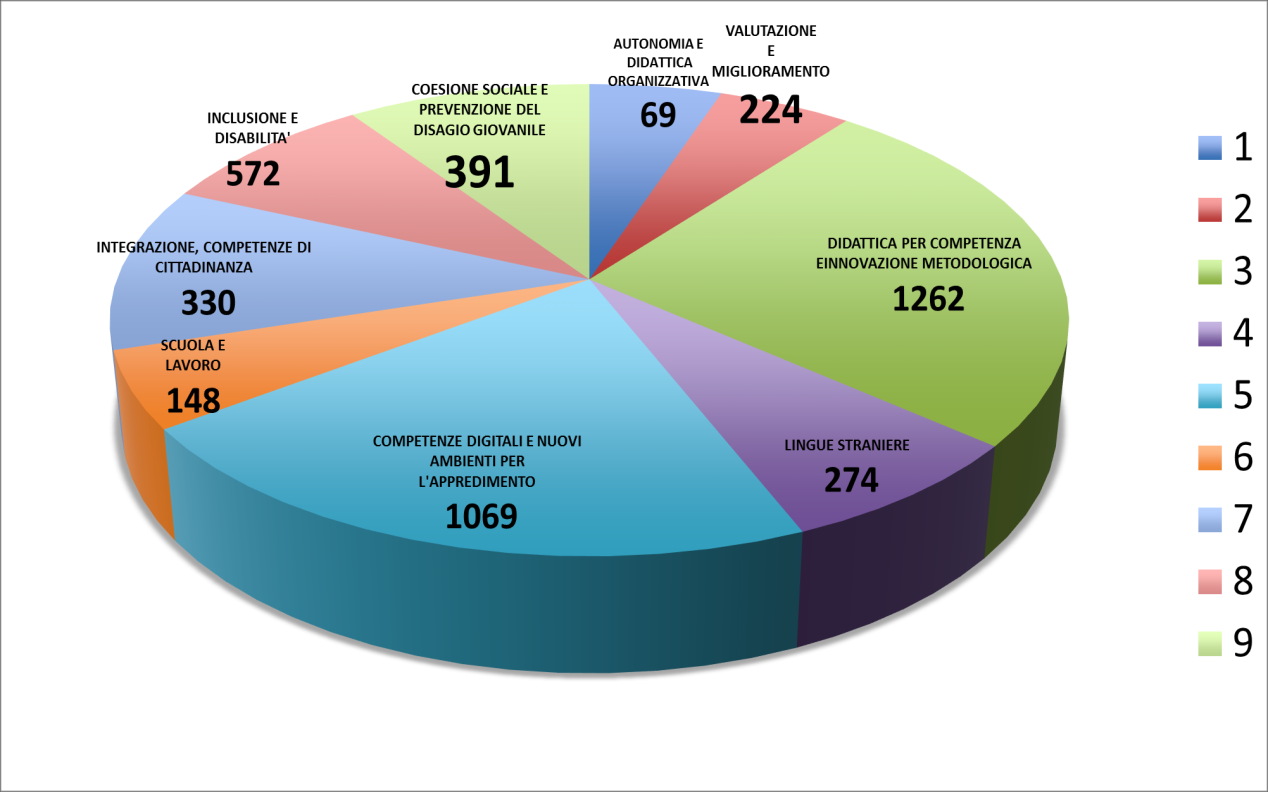 AUTONOMIA E
DIDATTICA
ORGANIZZATIVA
69
VALUTAZIONE
E
MIGLIORAMENTO
224
DIDATTICA PER COMPETENZA
EINNOVAZIONE METODOLOGICA
1262
LINGUE STRANIERE
274
COMPETENZE DIGITALI E NUOVI
AMBIENTI PER
L'APPREDIMENTO
1069
SCUOLA E
LAVORO
148
INTEGRAZIONE, COMPETENZE DI
CITTADINANZA
330
INCLUSIONE E
DISABILITA'
572
COESIONE SOCIALE E
PREVENZIONE DEL
DISAGIO GIOVANILE
391
1
2
3
4
5
6
7
8
9